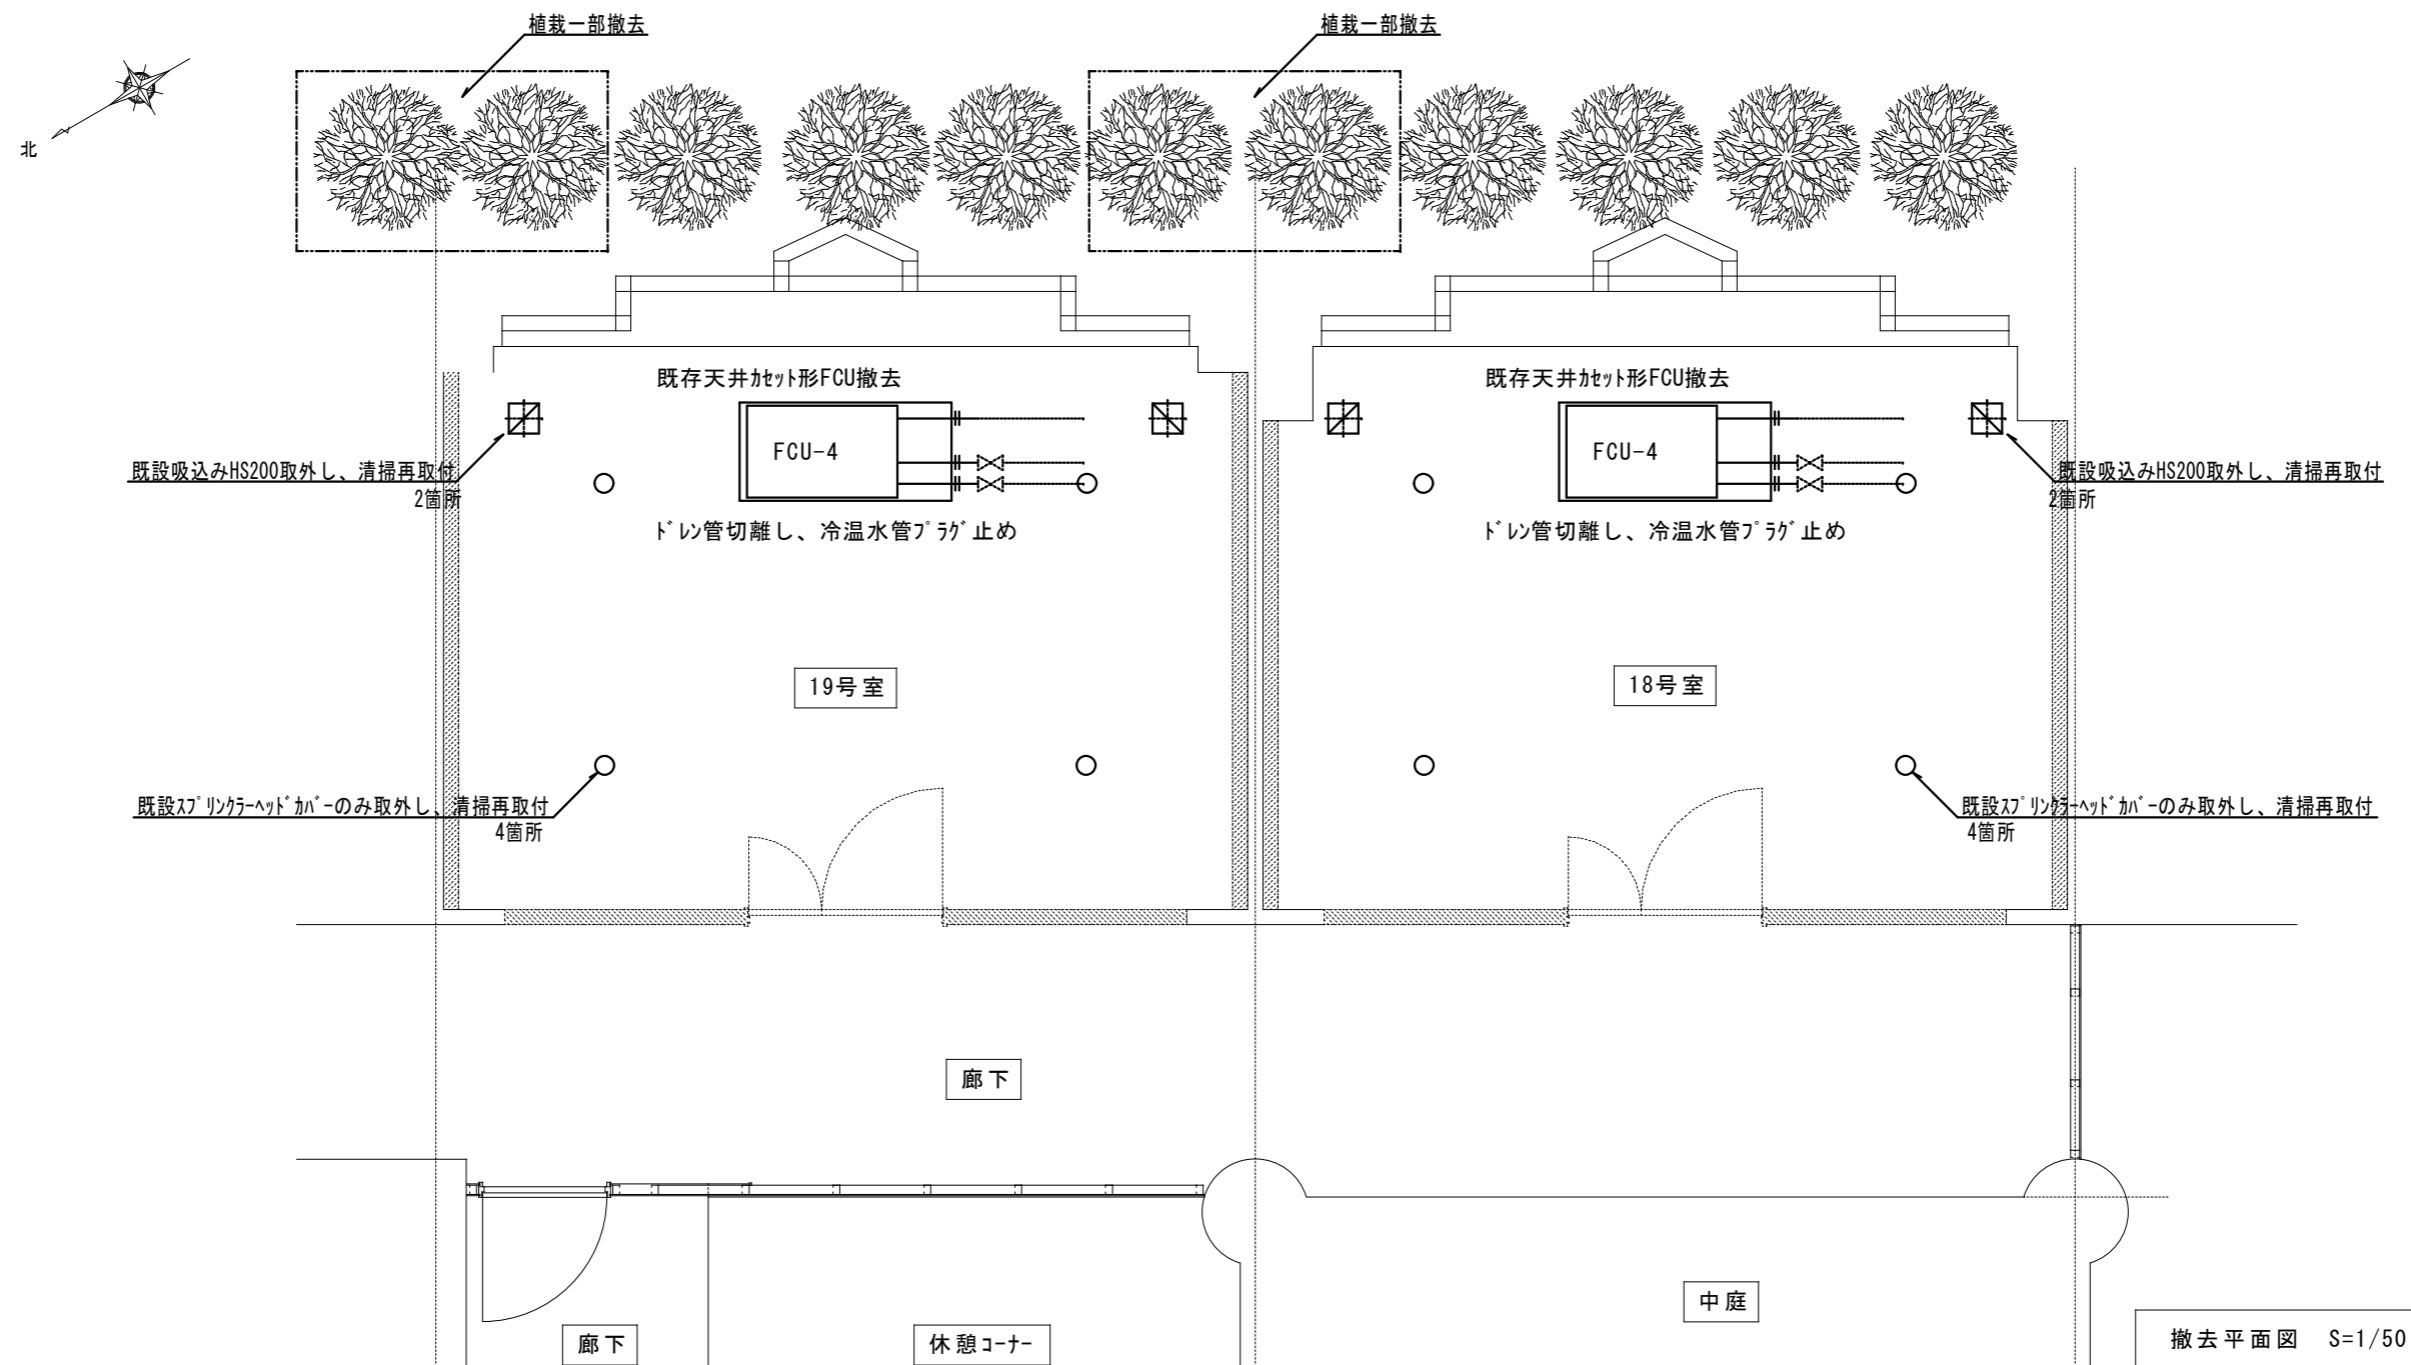 植栽一部撤去
植栽一部撤去
北
既存天井ｶｾｯﾄ形FCU撤去
既存天井ｶｾｯﾄ形FCU撤去
FCU-4
FCU-4
既設吸込みHS200取外し、清掃再取付
2箇所
既設吸込みHS200取外し、清掃再取付
2箇所
ﾄﾞﾚﾝ管切離し、冷温水管ﾌﾟﾗｸﾞ止め
ﾄﾞﾚﾝ管切離し、冷温水管ﾌﾟﾗｸﾞ止め
19号室
18号室
既設ｽﾌﾟﾘﾝｸﾗｰﾍｯﾄﾞｶﾊﾞｰのみ取外し、清掃再取付
4箇所
既設ｽﾌﾟﾘﾝｸﾗｰﾍｯﾄﾞｶﾊﾞｰのみ取外し、清掃再取付
4箇所
廊下
中庭
廊下
休憩ｺｰﾅｰ
撤去平面図 S=1/50